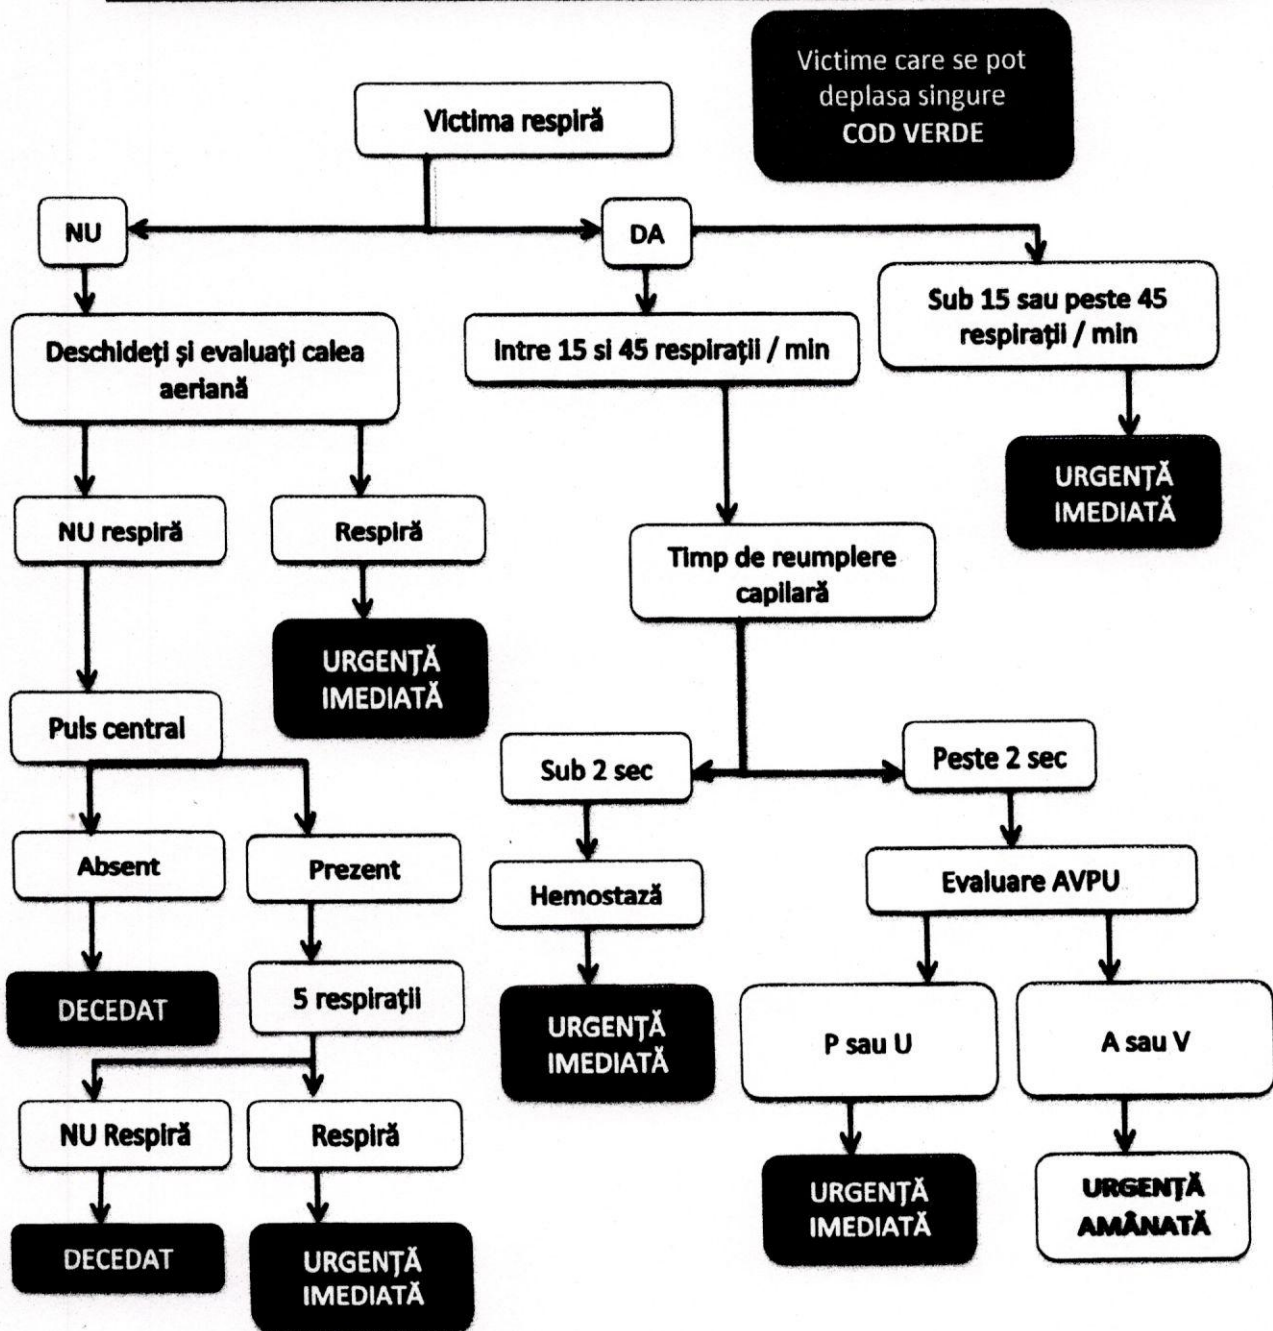 Victime care se pot
deplasa singure
COD VERDE
Victima respiră
NU
DA
Sub 15 sau peste 45
respirații / min
Deschideți și evaluați calea
aeriană
Intre 15 si 45 respirații / min
URGENȚĂ
IMEDIATĂ
NU respiră
Respiră
Timp de reumplere
capilară
URGENȚĂ
IMEDIATĂ
Puls central
Sub 2 sec
Peste 2 sec
Absent
Prezent
Hemostază
Evaluare AVPU
DECEDAT
5 respirații
URGENȚĂ
IMEDIATĂ
P sau U
A sau V
NU Respiră
Respiră
URGENȚĂ
IMEDIATĂ
URGENȚĂ
AMÂNATĂ
DECEDAT
URGENȚĂ
IMEDIATĂ